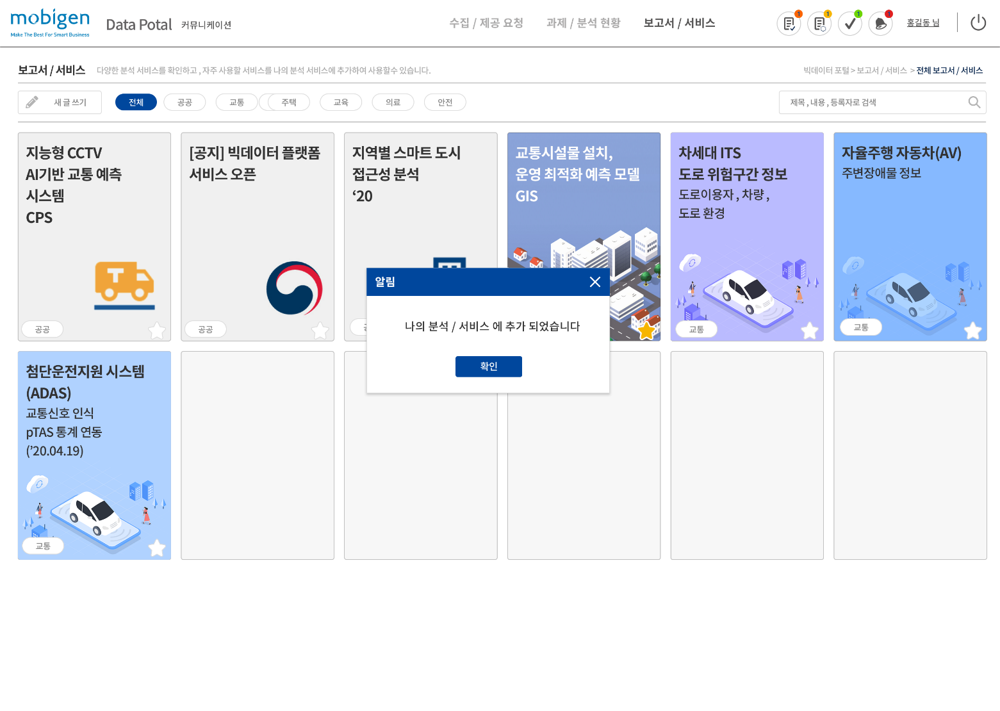 mobigen
Make The Best For Smart Business
Data Potal
커뮤니케이션
수집 / 제공 요청
과제 / 분석 현황
보고서 / 서비스
1
1
1
1
홍길동 님
보고서 / 서비스
다양한 분석 서비스를 확인하고 , 자주 사용할 서비스를 나의 분석 서비스에 추가하여 사용할수 있습니다.
빅데이터 포털 > 보고서 / 서비스 > 전체 보고서 / 서비스
새 글 쓰기
전체
공공
교통
주택
교육
의료
안전
제목 , 내용 , 등록자로 검색
지능형 CCTV
AI기반 교통 예측
시스템
CPS
공공
[공지] 빅데이터 플랫폼
서비스 오픈
공공
지역별 스마트 도시
접근성 분석
‘20
교통시설물 설치,
운영 최적화 예측 모델
GIS
차세대 ITS
도로 위험구간 정보
도로이용자 , 차량 ,
도로 환경
교통
자율주행 자동차(AV)
주변장애물 정보
교통
알림
나의 분석 / 서비스 에 추가 되었습니다
확인
첨단운전지원 시스템
(ADAS)
교통신호 인식
pTAS 통계 연동
(’20.04.19)
교통